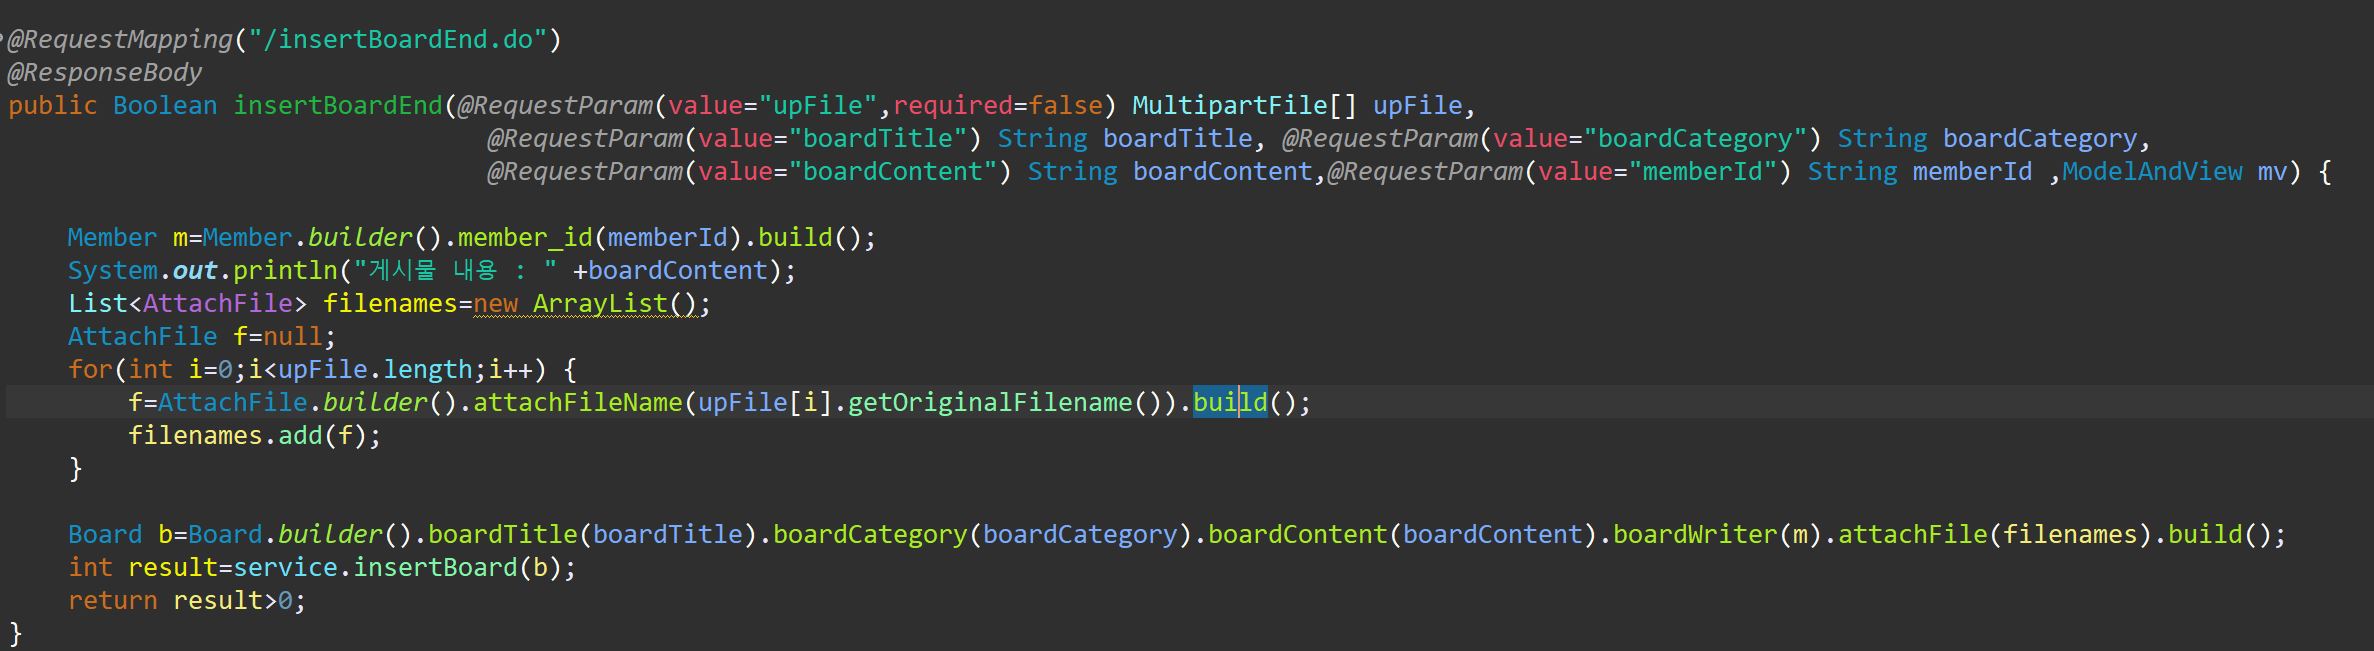 @RequestMapping("/insertBoardEnd.do")
@ResponseBody
public Boolean insertBoardEnd(@RequestParam(value="upFile",required=false) MultipartFile[] upFile,
@RequestParam(value="boardTitle") String boardTitle, @RequestParam(value="boardCategory") String boardCategory,
@RequestParam(value="boardContent") String boardContent,@RequestParam(value="memberId") String memberId ,ModelAndView mv) {
Member m=Member.builder().member_id(memberId).build();
System.out.println("게시물 내용 : " +boardContent);
List<AttachFile> filenames=new ArrayList();
AttachFile f=null;
for(int i=0;i<upFile.length;i++) {
f=AttachFile.builder().attachFileName(upFile[i].getOriginalFilename()).build();
filenames.add(f);
}
Board b=Board.builder().boardTitle(boardTitle).boardCategory(boardCategory).boardContent(boardContent).boardWriter(m).attachFile(filenames).build();
int result=service.insertBoard(b);
return result>0;
}